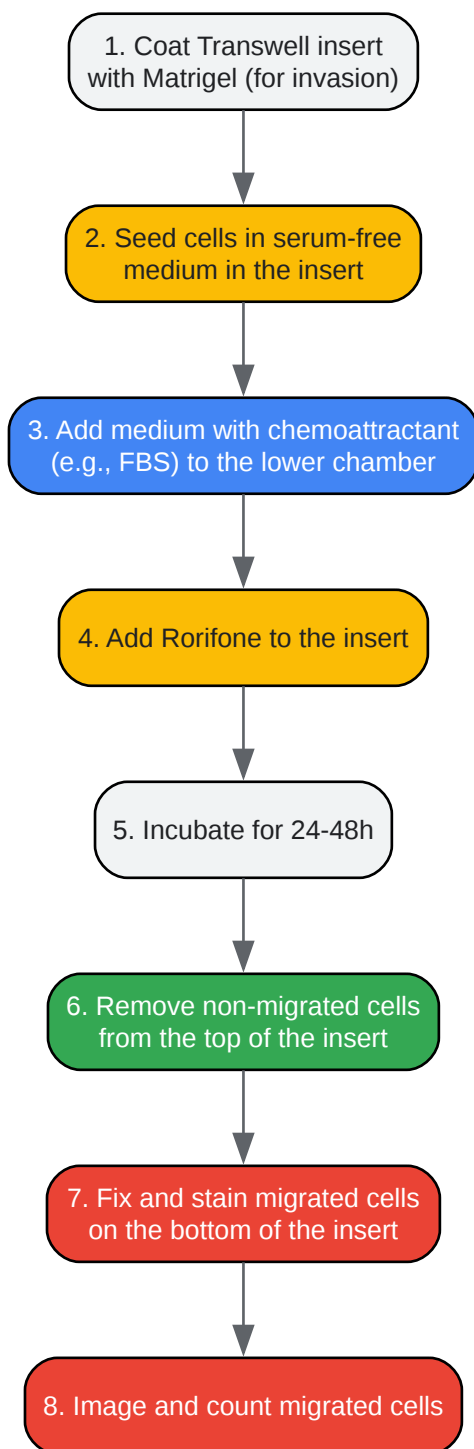 1. Coat Transwell insert
with Matrigel (for invasion)
2. Seed cells in serum-free
medium in the insert
3. Add medium with chemoattractant
(e.g., FBS) to the lower chamber
4. Add Rorifone to the insert
5. Incubate for 24-48h
6. Remove non-migrated cells
from the top of the insert
7. Fix and stain migrated cells
on the bottom of the insert
8. Image and count migrated cells